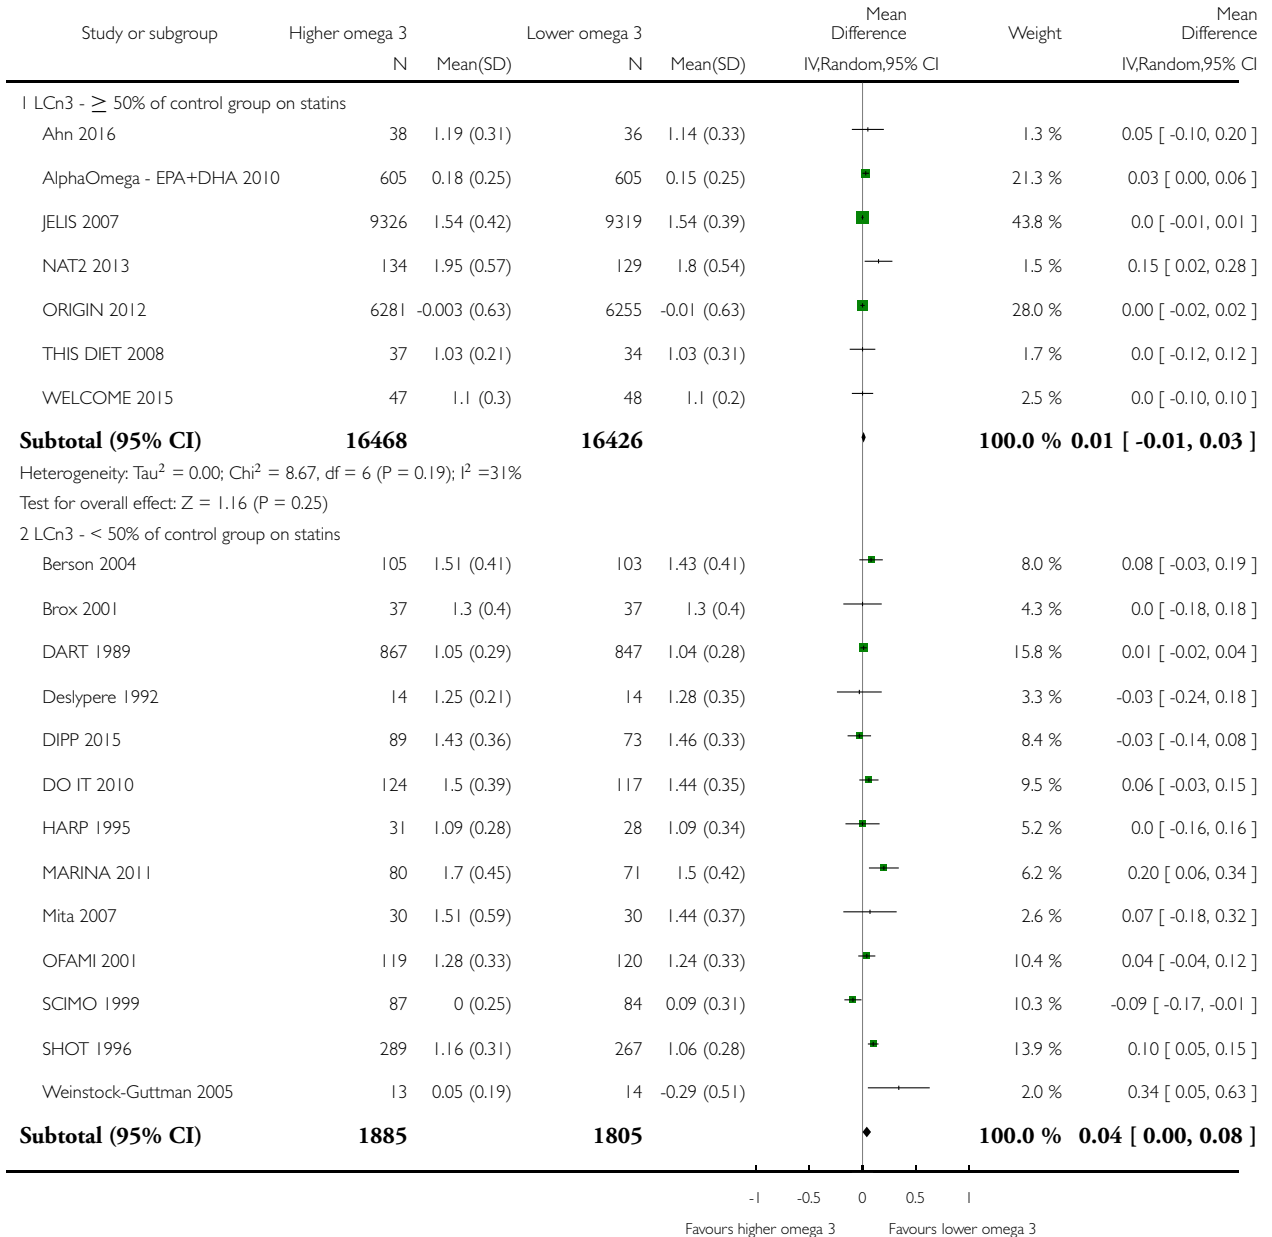 Mean Mean
Study or subgroup Higher omega 3 Lower omega 3 Difference Weight Difference
N Mean(SD) N Mean(SD) IV,Random,95% CI IV,Random,95% CI
1 LCn3 - ≥ 50% of control group on statins
Ahn 2016 38 1.19 (0.31) 36 1.14 (0.33) 1.3 % 0.05 [ -0.10, 0.20 ]
AlphaOmega - EPA+DHA 2010 605 0.18 (0.25) 605 0.15 (0.25) 21.3 % 0.03 [ 0.00, 0.06 ]
JELIS 2007 9326 1.54 (0.42) 9319 1.54 (0.39) 43.8 % 0.0 [ -0.01, 0.01 ]
NAT2 2013 134 1.95 (0.57) 129 1.8 (0.54) 1.5 % 0.15 [ 0.02, 0.28 ]
ORIGIN 2012 6281 -0.003 (0.63) 6255 -0.01 (0.63) 28.0 % 0.00 [ -0.02, 0.02 ]
THIS DIET 2008 37 1.03 (0.21) 34 1.03 (0.31) 1.7 % 0.0 [ -0.12, 0.12 ]
WELCOME 2015 47 1.1 (0.3) 48 1.1 (0.2) 2.5 % 0.0 [ -0.10, 0.10 ]
Subtotal (95% CI) 16468 16426 100.0 % 0.01 [ -0.01, 0.03 ]
Heterogeneity: Tau² = 0.00; Chi² = 8.67, df = 6 (P = 0.19); I² =31%
Test for overall effect: Z = 1.16 (P = 0.25)
2 LCn3 - < 50% of control group on statins
Berson 2004 105 1.51 (0.41) 103 1.43 (0.41) 8.0 % 0.08 [ -0.03, 0.19 ]
Brox 2001 37 1.3 (0.4) 37 1.3 (0.4) 4.3 % 0.0 [ -0.18, 0.18 ]
DART 1989 867 1.05 (0.29) 847 1.04 (0.28) 15.8 % 0.01 [ -0.02, 0.04 ]
Deslypere 1992 14 1.25 (0.21) 14 1.28 (0.35) 3.3 % -0.03 [ -0.24, 0.18 ]
DIPP 2015 89 1.43 (0.36) 73 1.46 (0.33) 8.4 % -0.03 [ -0.14, 0.08 ]
DO IT 2010 124 1.5 (0.39) 117 1.44 (0.35) 9.5 % 0.06 [ -0.03, 0.15 ]
HARP 1995 31 1.09 (0.28) 28 1.09 (0.34) 5.2 % 0.0 [ -0.16, 0.16 ]
MARINA 2011 80 1.7 (0.45) 71 1.5 (0.42) 6.2 % 0.20 [ 0.06, 0.34 ]
Mita 2007 30 1.51 (0.59) 30 1.44 (0.37) 2.6 % 0.07 [ -0.18, 0.32 ]
OFAMI 2001 119 1.28 (0.33) 120 1.24 (0.33) 10.4 % 0.04 [ -0.04, 0.12 ]
SCIMO 1999 87 0 (0.25) 84 0.09 (0.31) 10.3 % -0.09 [ -0.17, -0.01 ]
SHOT 1996 289 1.16 (0.31) 267 1.06 (0.28) 13.9 % 0.10 [ 0.05, 0.15 ]
Weinstock-Guttman 2005 13 0.05 (0.19) 14 -0.29 (0.51) 2.0 % 0.34 [ 0.05, 0.63 ]
Subtotal (95% CI) 1885 1805 100.0 % 0.04 [ 0.00, 0.08 ]
-1 -0.5 0 0.5 1
Favours higher omega 3 Favours lower omega 3